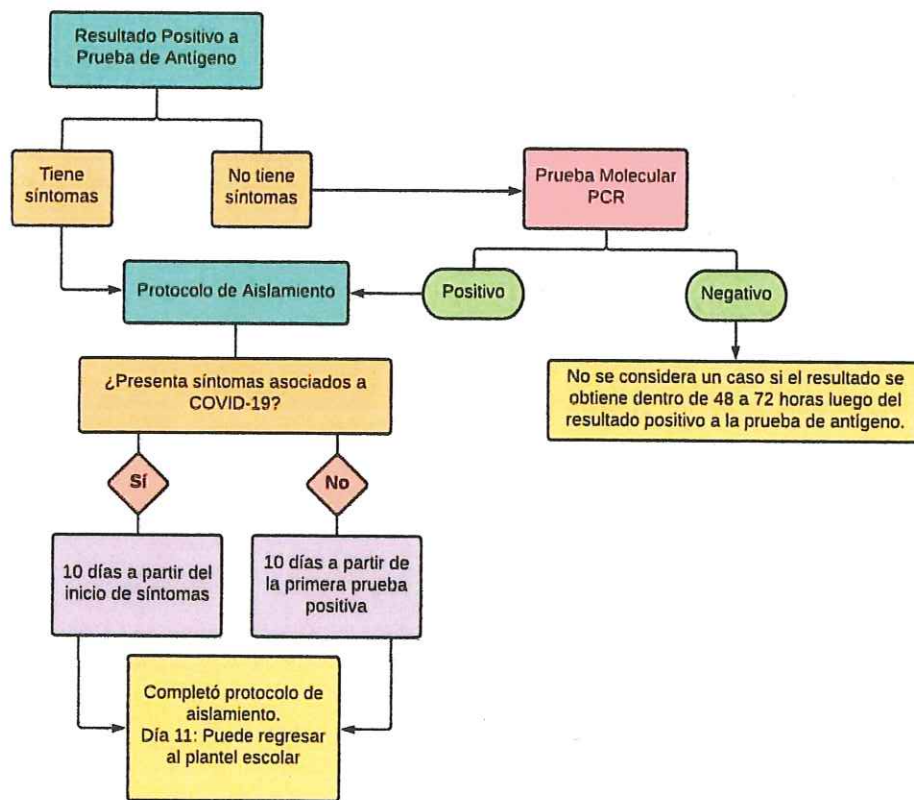 Resultado Positivo a
Prueba de Antígeno
Tiene
síntomas
No tiene
síntomas
Prueba Molecular
PCR
Protocolo de Aislamiento
Positivo
Negativo
¿Presenta síntomas asociados a
COVID-19?
No se considera un caso si el resultado se
obtiene dentro de 48 a 72 horas luego del
resultado positivo a la prueba de antígeno.
Sí
No
10 días a partir del
inicio de síntomas
10 días a partir de
la primera prueba
positiva
Completó protocolo de
aislamiento.
Día 11: Puede regresar
al plantel escolar